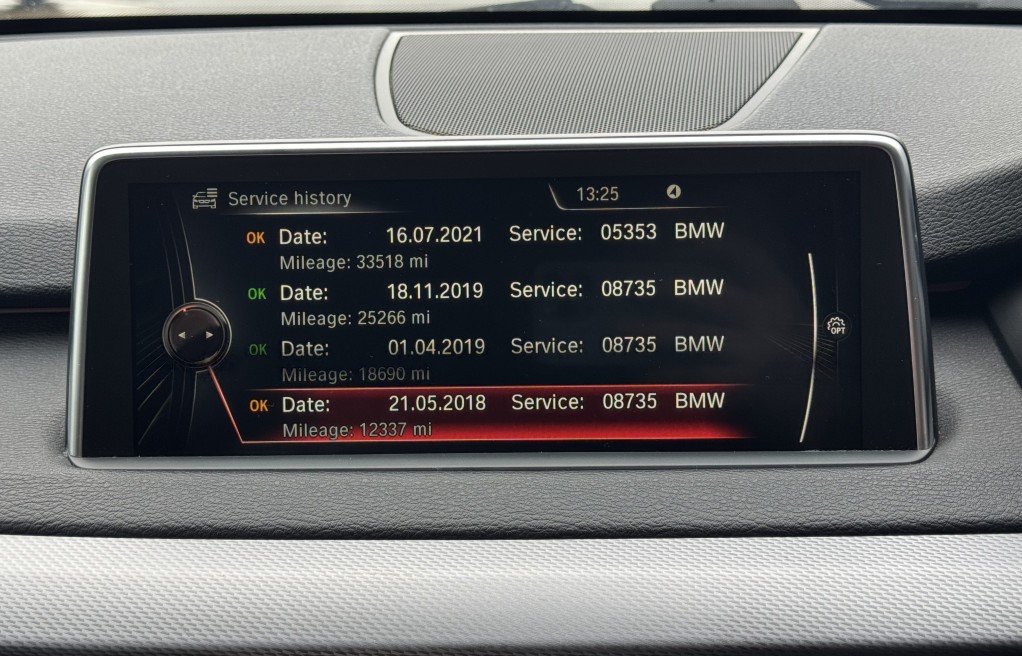 Service history 13:25
OK Date: 16.07.2021 Service: 05353 BMW
Mileage: 33518 mi
OK Date: 18.11.2019 Service: 08735 BMW
Mileage: 25266 mi
OPT
OK Date: 01.04.2019 Service: 08735 BMW
Mileage: 18690 mi
OK Date: 21.05.2018 Service: 08735 BMW
Mileage: 12337 mi